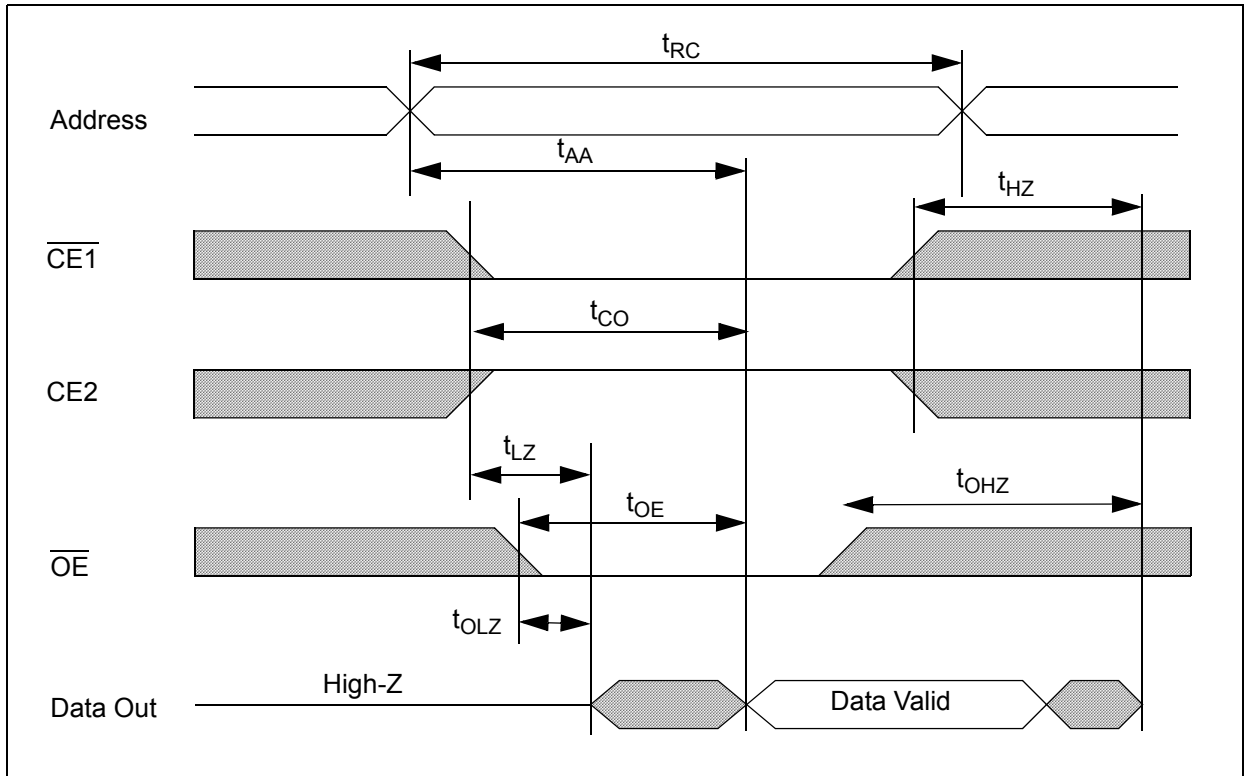 tRC
Address
tAA
tHZ
CE1
tCO
CE2
tLZ
tOHZ
tOE
OE
tOLZ
High-Z
Data Valid
Data Out